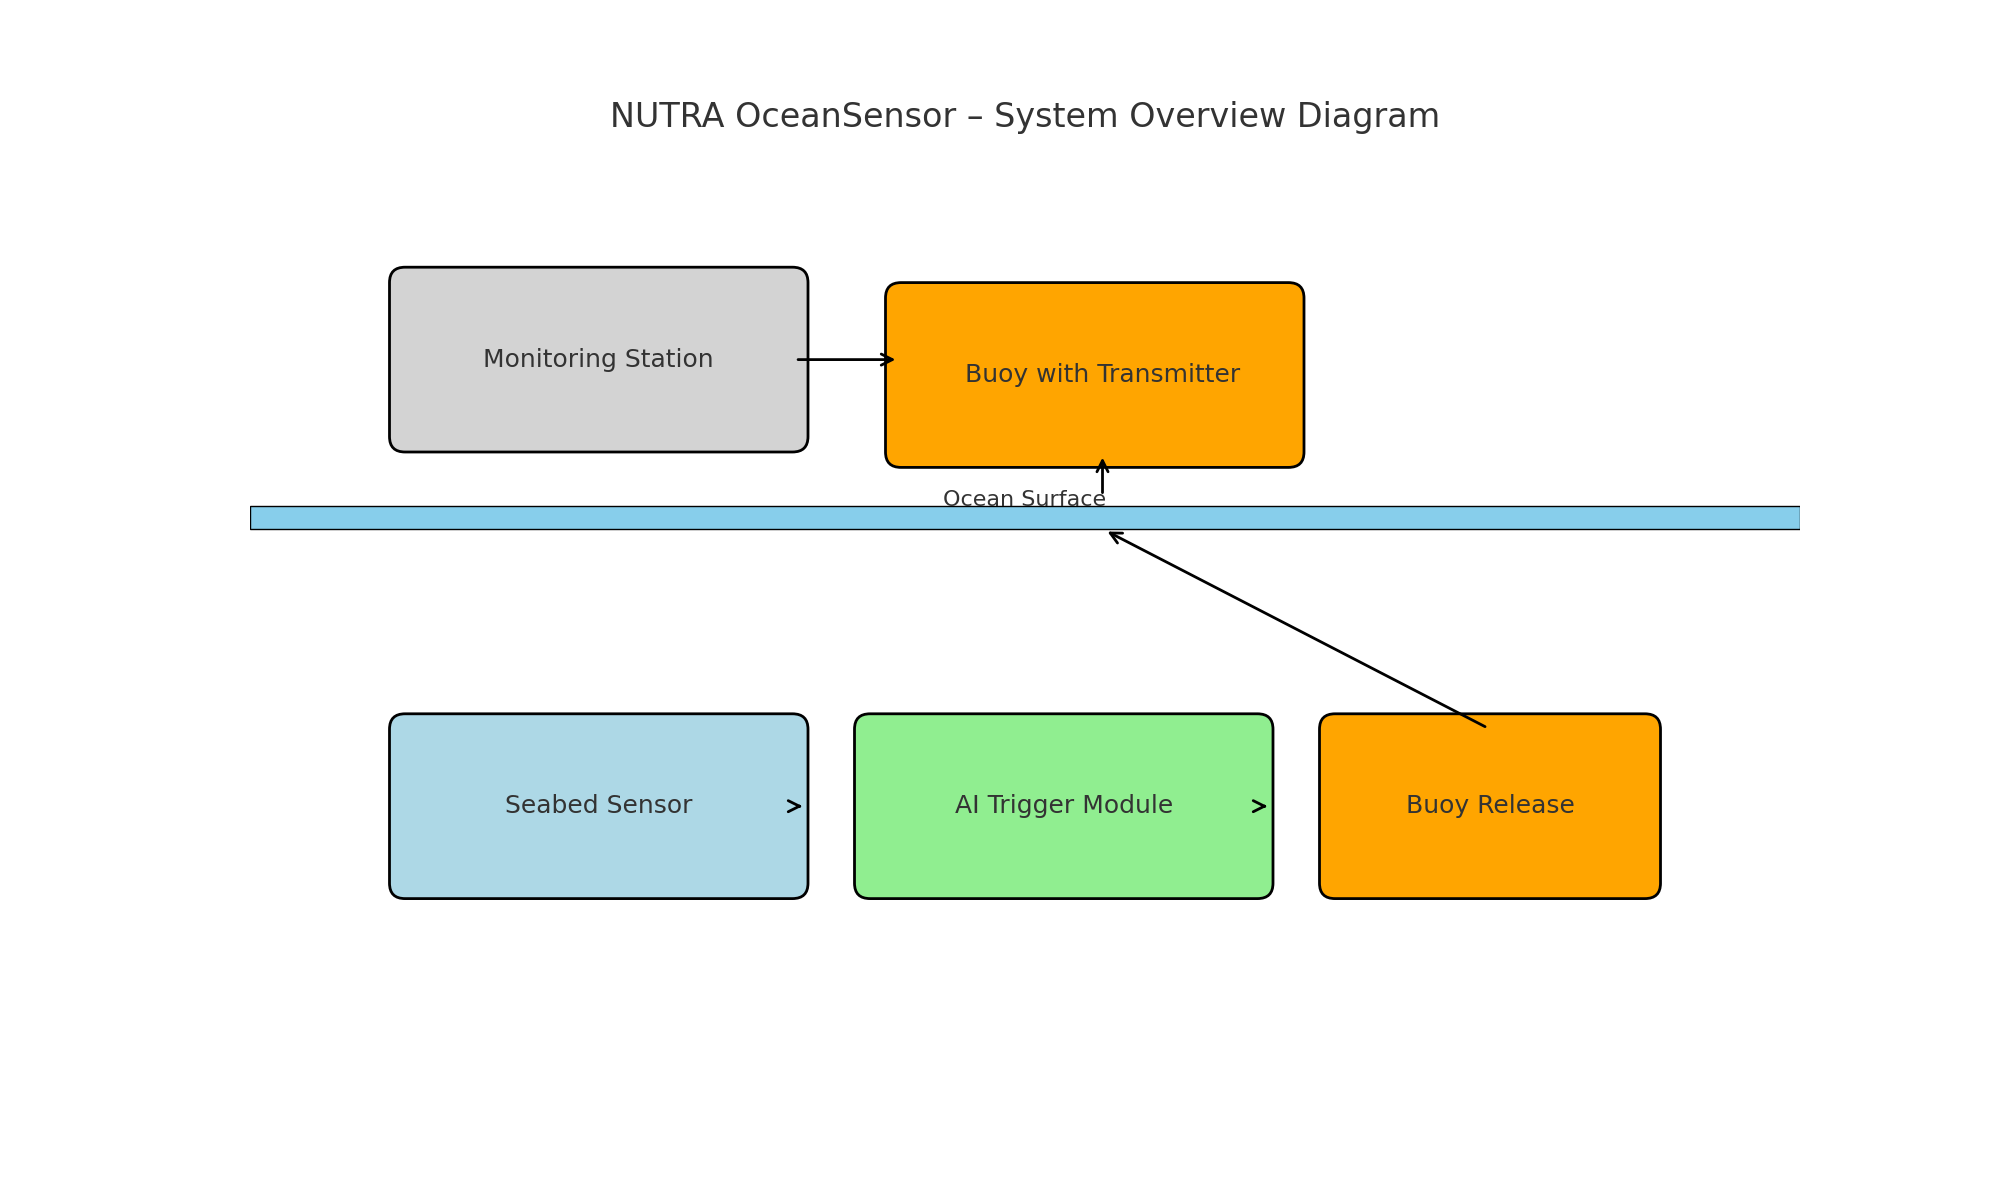 NUTRA OceanSensor – System Overview Diagram
Monitoring Station
Buoy with Transmitter
Ocean Surface
Seabed Sensor
AI Trigger Module
Buoy Release